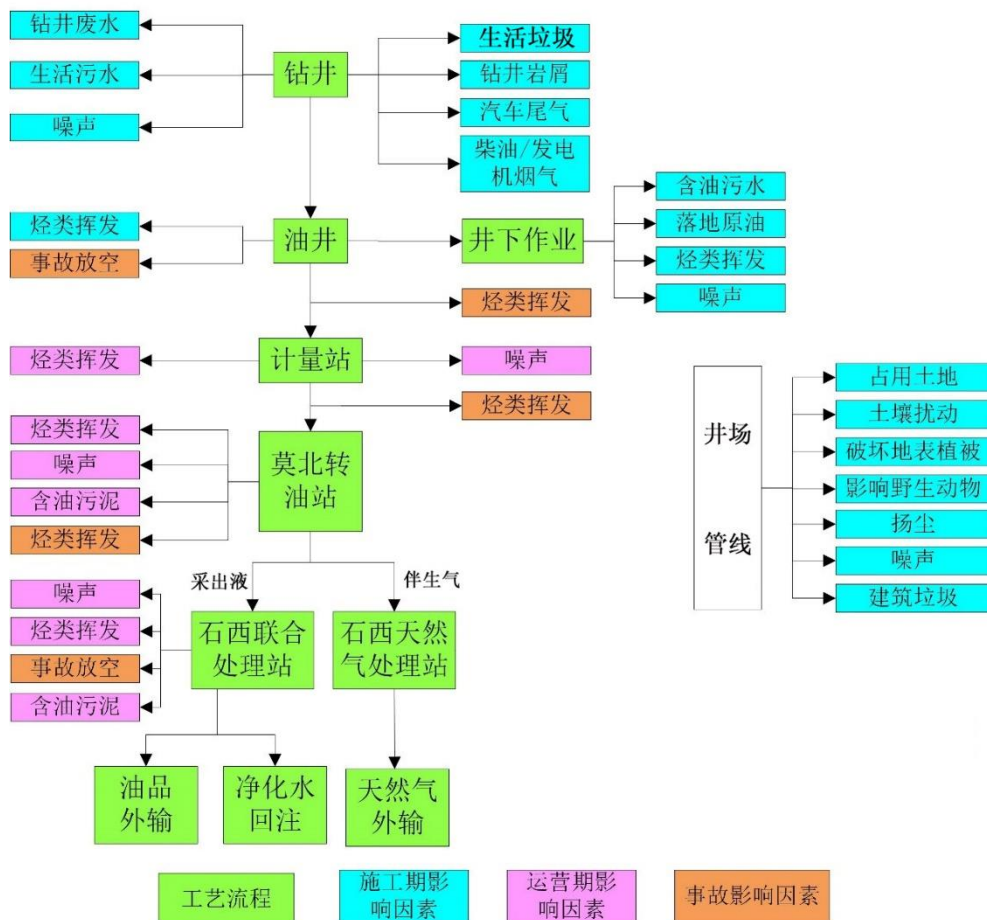 钻井废水
生活污水
噪声
钻井
生活垃圾
钻井岩屑
汽车尾气
柴油/发电
机烟气
烃类挥发
事故放空
油井
井下作业
含油污水
落地原油
烃类挥发
噪声
烃类挥发
烃类挥发
计量站
噪声
烃类挥发
烃类挥发
噪声
含油污泥
烃类挥发
莫北转
油站
井场
管线
占用土地
土壤扰动
破坏地表植被
影响野生动物
扬尘
噪声
建筑垃圾
采出液
伴生气
噪声
烃类挥发
事故放空
含油污泥
石西联合
处理站
石西天然
气处理站
油品
外输
净化水
回注
天然气
外输
工艺流程
施工期影
响因素
运营期影
响因素
事故影响因素